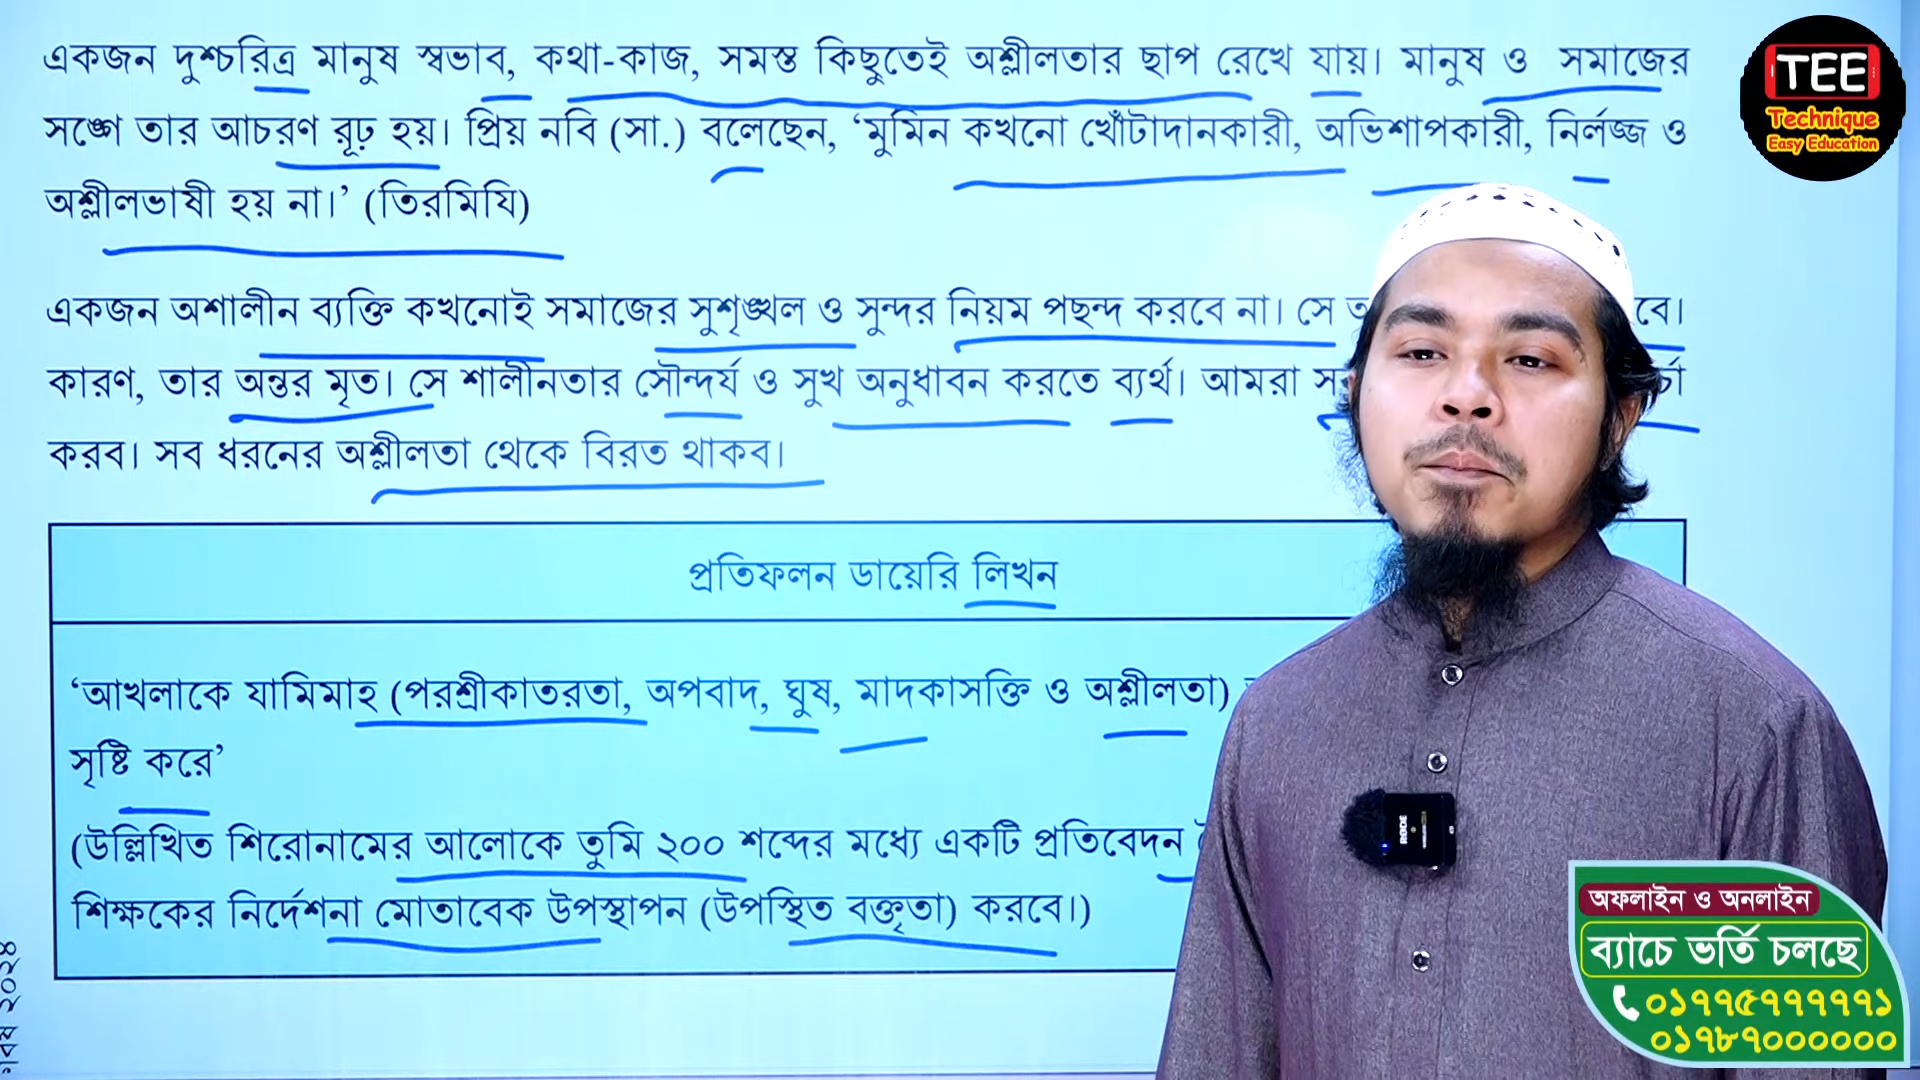 একজন দুশ্চরিত্র মানুষ স্বভাব, কথা-কাজ, সমস্ত কিছুতেই অশ্লীলতার ছাপ রেখে যায়। মানুষ ও সমাজের
সঙ্গে তার আচরণ রূঢ় হয়। প্রিয় নবি (সা.) বলেছেন, ‘মুমিন কখনো খোঁটাদানকারী, অভিশাপকারী, নির্লজ্জ ও
অশ্লীলভাষী হয় না।’ (তিরমিযি)
একজন অশালীন ব্যক্তি কখনোই সমাজের সুশৃঙ্খল ও সুন্দর নিয়ম পছন্দ করবে না। সে
কারণ, তার অন্তর মৃত। সে শালীনতার সৌন্দর্য ও সুখ অনুধাবন করতে ব্যর্থ। আমরা
করব। সব ধরনের অশ্লীলতা থেকে বিরত থাকব।
প্রতিফলন ডায়েরি লিখন
‘আখলাকে যামিমাহ (পরশ্রীকাতরতা, অপবাদ, ঘুষ, মাদকাসক্তি ও অশ্লীলতা)
সৃষ্টি করে’
(উল্লিখিত শিরোনামের আলোকে তুমি ২০০ শব্দের মধ্যে একটি প্রতিবেদন
শিক্ষকের নির্দেশনা মোতাবেক উপস্থাপন (উপস্থিত বক্তৃতা) করবে।)
২০২৪
TEE
Technique
Easy Education
RODE
অফলাইন ও অনলাইন
ব্যাচে ভর্তি চলছে
০১৭৭৫৭৭৭৭৭১
০১৭৮৭০০০০০০